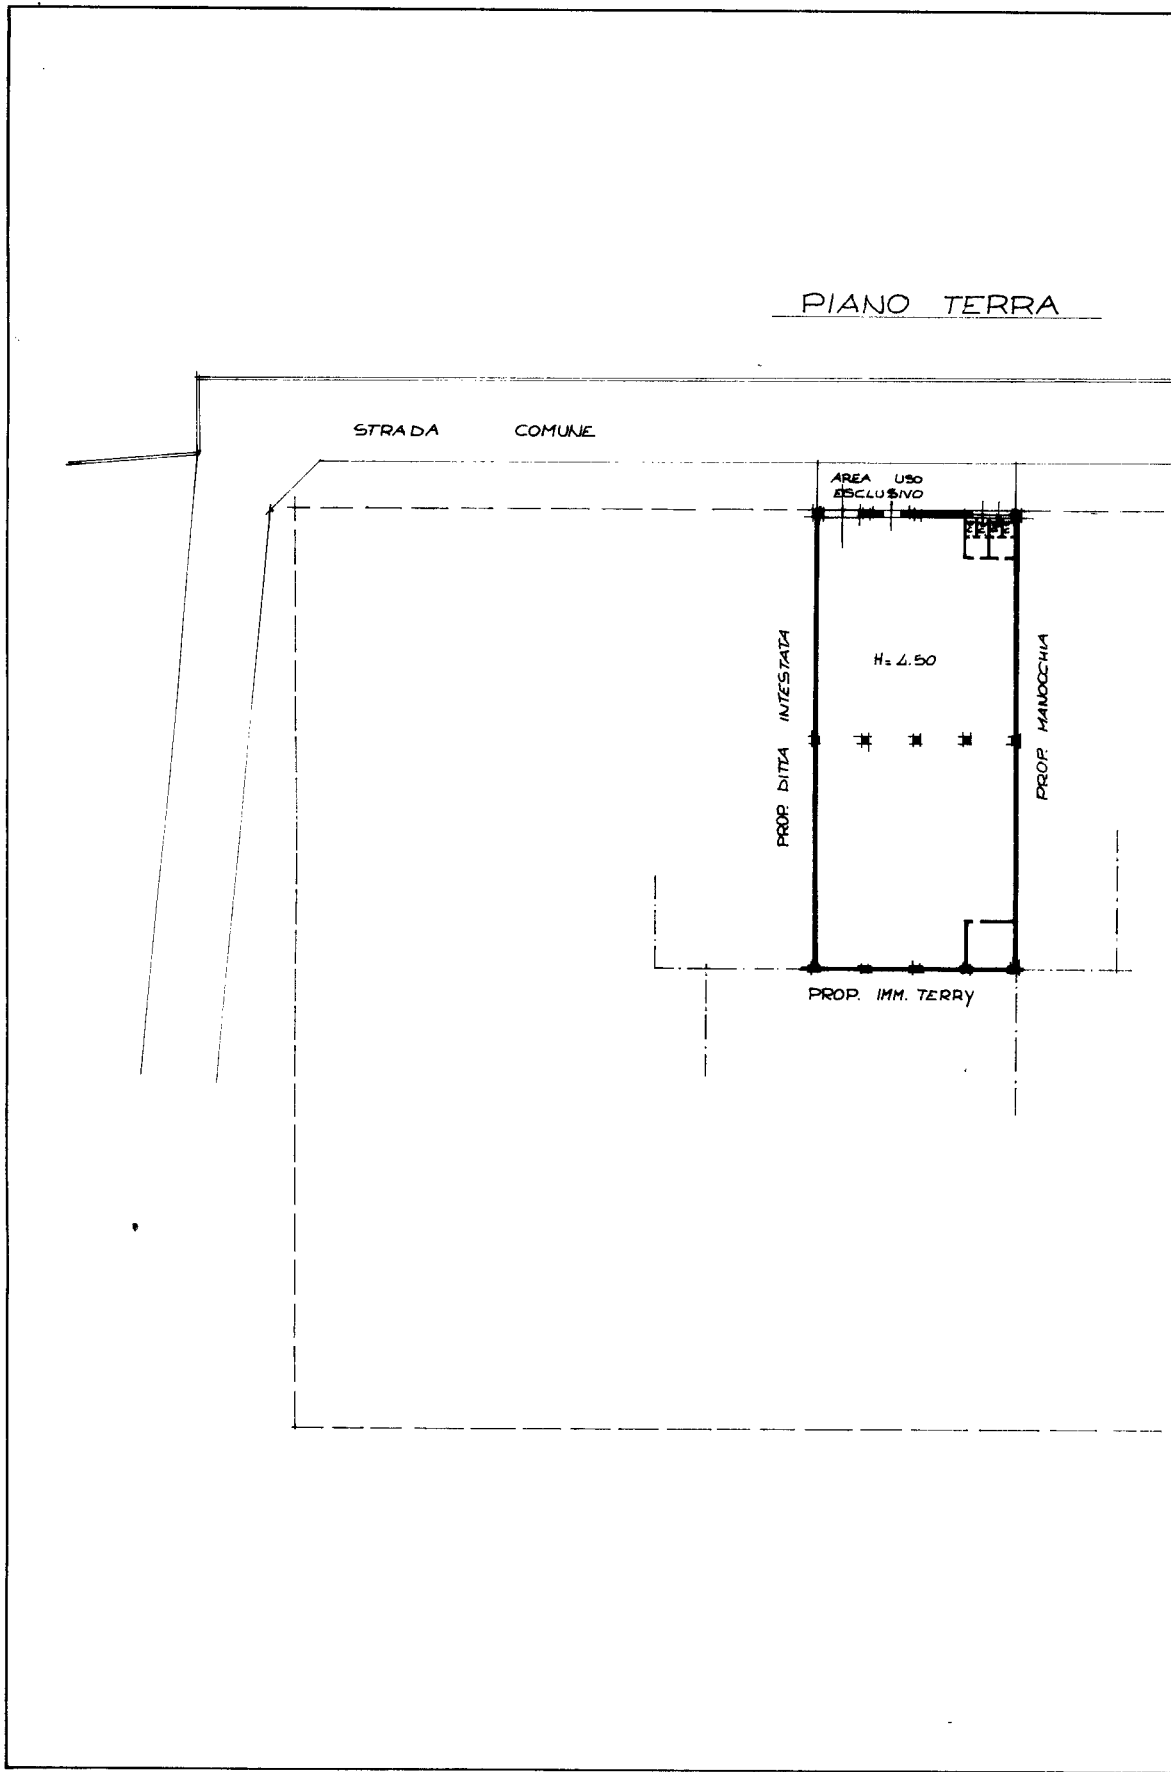 PIANO TERRA
STRADA COMUNE
AREA USO
ESCLUSIVO
PROP. DITTA INTESTATA
H= 4.50
PROP. MANOCCHIA
PROP. IMM. TERRY